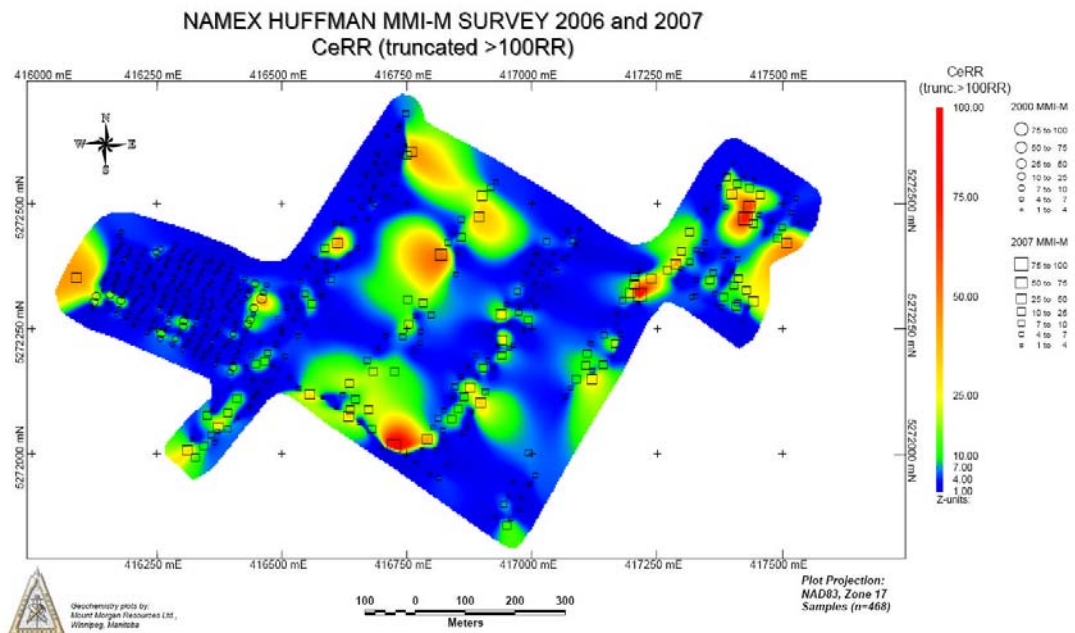 NAMEX HUFFMAN MMI-M SURVEY 2006 and 2007
CeRR (truncated >100RR)
416000 mE
416250 mE
416500 mE
416750 mE
417000 mE
417250 mE
417500 mE
N
W E
S
5272500 mN
5272250 mN
5272000 mN
5272500 mN
5272250 mN
5272000 mN
416250 mE
416500 mE
416750 mE
417000 mE
417250 mE
417500 mE
CeRR
(trunc.>100RR)
100.00
75.00
50.00
25.00
10.00
7.00
4.00
1.00
Z-units:
2000 MMI-M
75 to 100
50 to 75
25 to 50
10 to 25
7 to 10
4 to 7
1 to 4
2007 MMI-M
75 to 100
50 to 75
25 to 50
10 to 25
7 to 10
4 to 7
1 to 4
Geochemistry plots by:
Mount Morgan Resources Ltd.,
Winnipeg, Manitoba
100 0 100 200 300
Meters
Plot Projection:
NAD83, Zone 17
Samples (n=468)